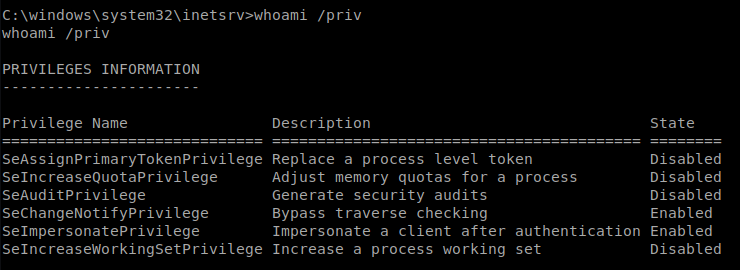 C:\windows\system32\inetsrv>whoami /priv
whoami /priv

PRIVILEGES INFORMATION
----------------------

Privilege Name                Description                               State
============================= ========================================= ========
SeAssignPrimaryTokenPrivilege Replace a process level token             Disabled
SeIncreaseQuotaPrivilege      Adjust memory quotas for a process        Disabled
SeAuditPrivilege              Generate security audits                  Disabled
SeChangeNotifyPrivilege       Bypass traverse checking                  Enabled
SeImpersonatePrivilege        Impersonate a client after authentication Enabled
SeIncreaseWorkingSetPrivilege Increase a process working set            Disabled